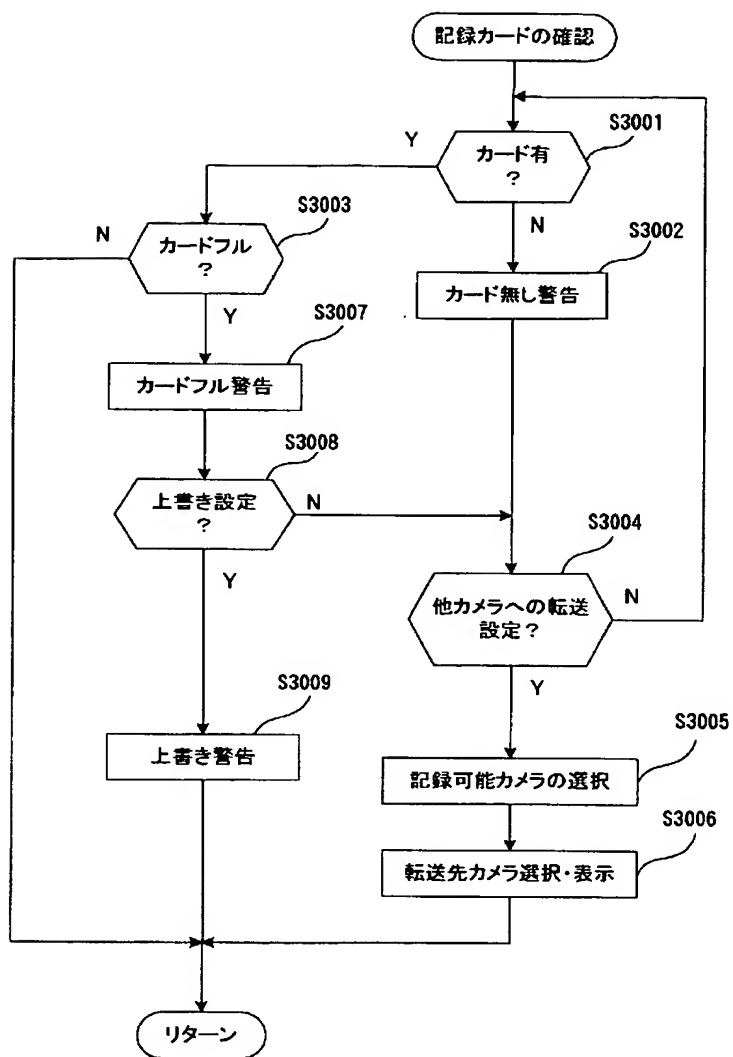 記録カードの確認
S3001
カード有
?
Y
N
S3003
カードフル
?
N
Y
S3002
カード無し警告
S3007
カードフル警告
S3008
上書き設定
?
N
Y
S3004
他カメラへの転送
設定?
N
Y
S3009
上書き警告
S3005
記録可能カメラの選択
S3006
転送先カメラ選択・表示
リターン